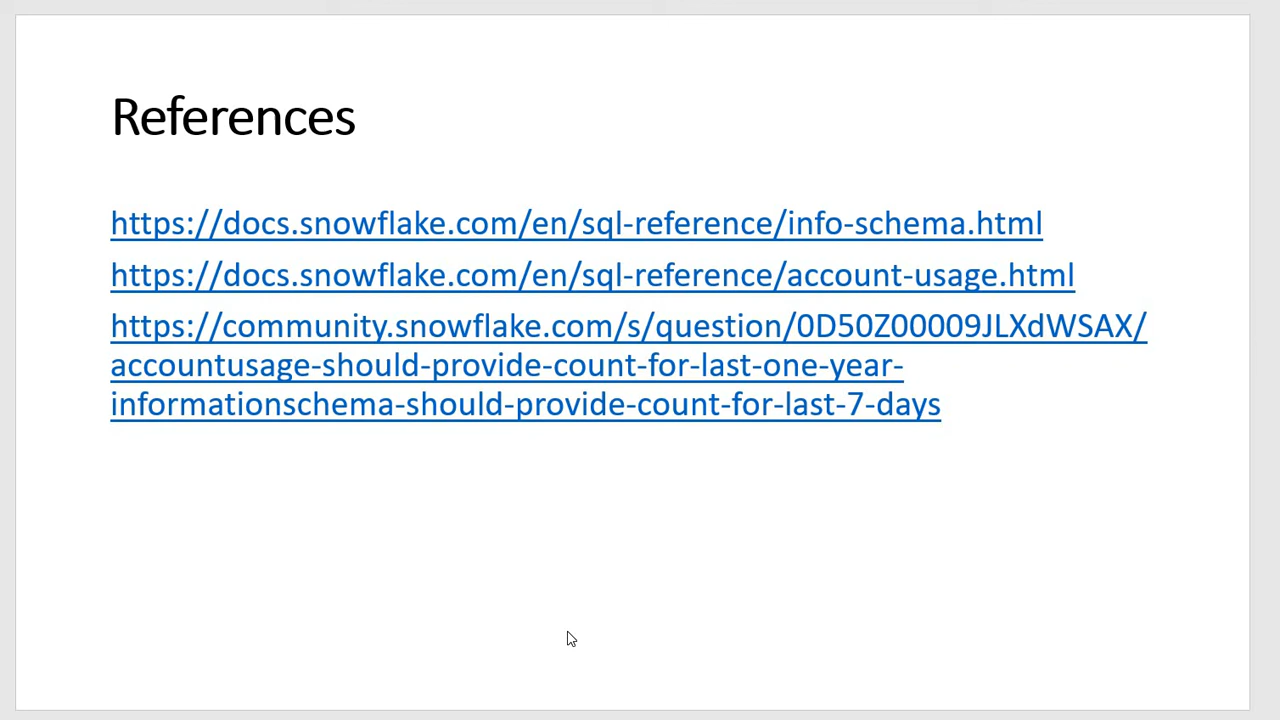 References
https://docs.snowflake.com/en/sql-reference/info-schema.html
https://docs.snowflake.com/en/sql-reference/account-usage.html
https://community.snowflake.com/s/question/0D50Z00009JLXdWSAX/
accountusage-should-provide-count-for-last-one-year-
informationschema-should-provide-count-for-last-7-days